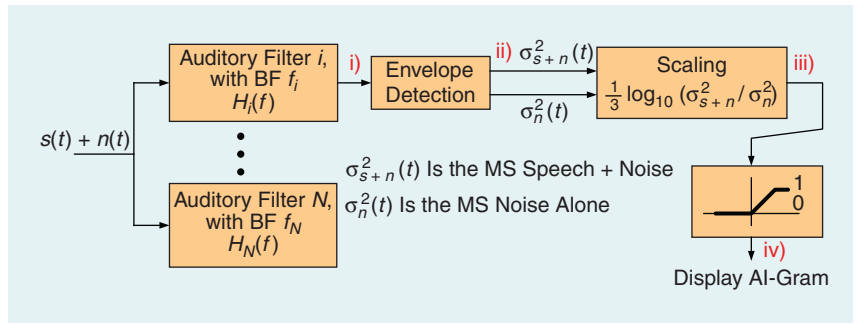 Auditory Filter i,
with BF f_i
H_i(f)
i)
Envelope
Detection
ii)
σ²_{s+n}(t)
σ²_n(t)
Scaling
1/3 log₁₀ (σ²_{s+n}/σ²_n)
iii)
s(t) + n(t)
σ²_{s+n}(t) Is the MS Speech + Noise
σ²_n(t) Is the MS Noise Alone
Auditory Filter N,
with BF f_N
H_N(f)
1
0
iv)
Display AI-Gram